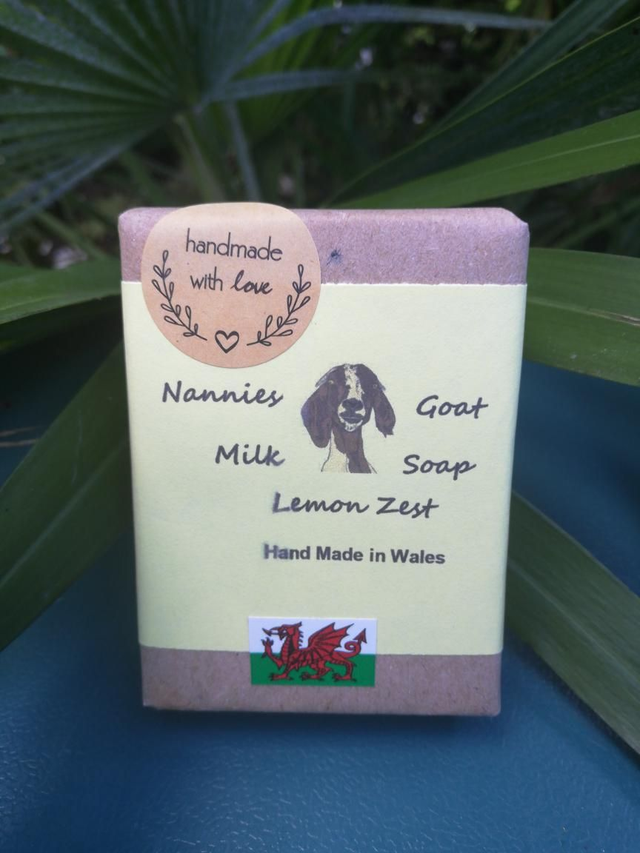 handmade
with love
Nannies Goat
Milk Soap
Lemon Zest
Hand Made in Wales